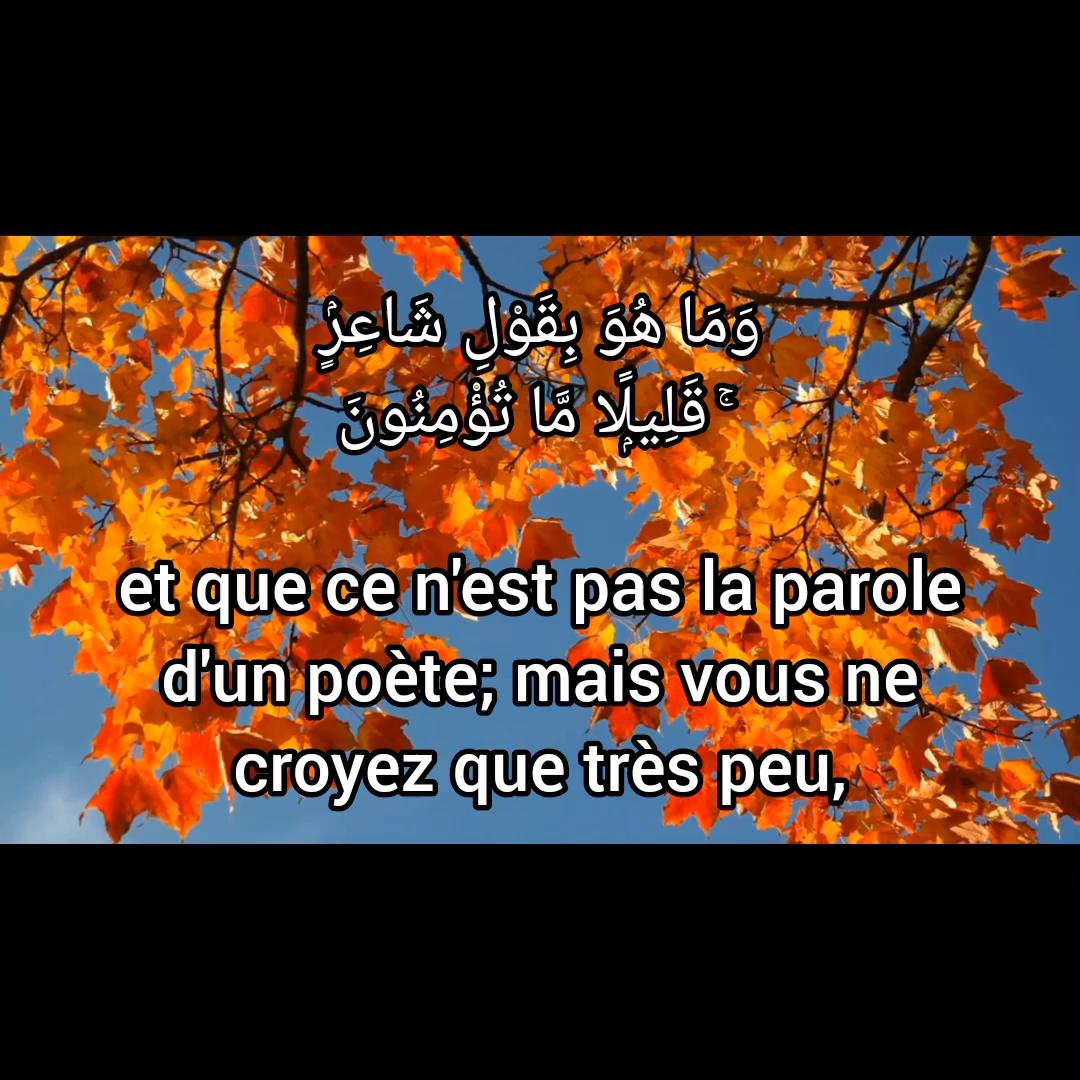 وَمَا هُوَ بِقَوْلِ شَاعِرٍۢ
ۚ قَلِيلًۭا مَّا تُؤْمِنُونَ
et que ce n'est pas la parole
d'un poète; mais vous ne
croyez que très peu,